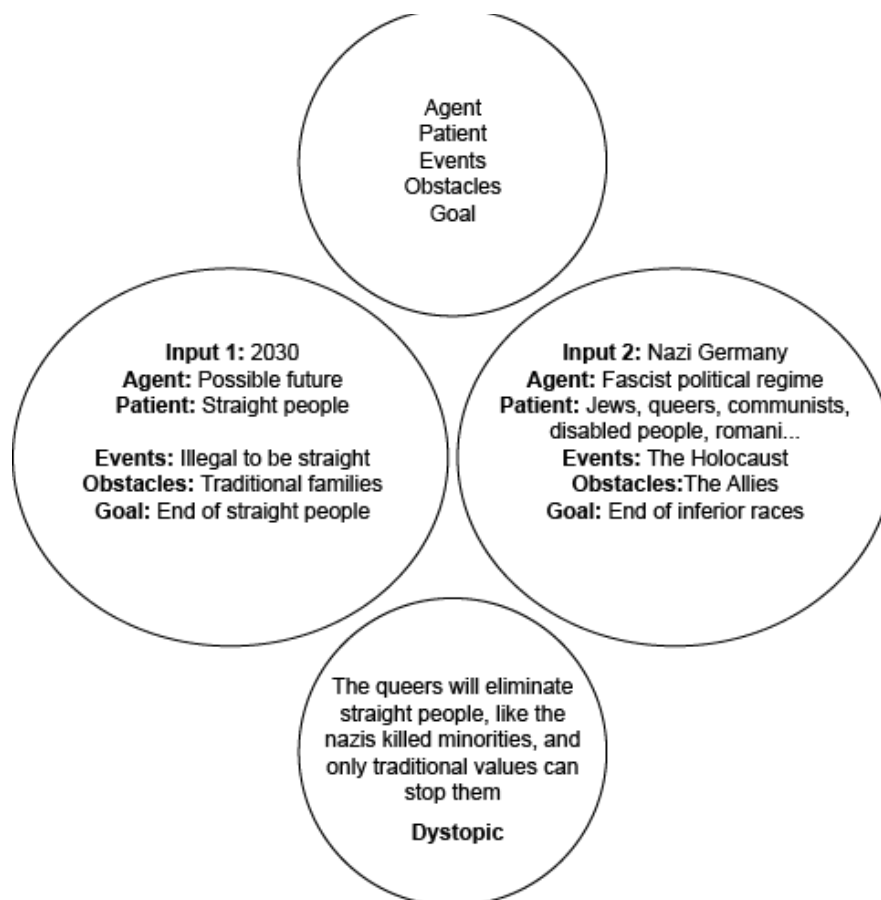 Agent
Patient
Events
Obstacles
Goal
Input 1: 2030
Agent: Possible future
Patient: Straight people
Events: Illegal to be straight
Obstacles: Traditional families
Goal: End of straight people
Input 2: Nazi Germany
Agent: Fascist political regime
Patient: Jews, queers, communists,
disabled people, romani...
Events: The Holocaust
Obstacles:The Allies
Goal: End of inferior races
The queers will eliminate
straight people, like the
nazis killed minorities, and
only traditional values can
stop them
Dystopic